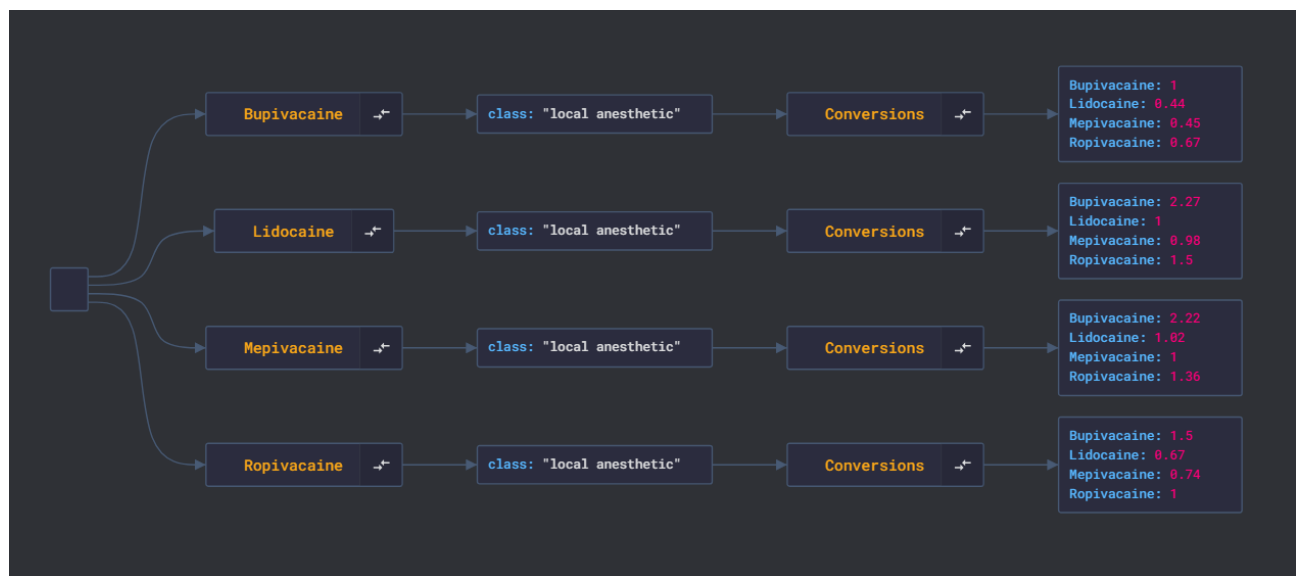 Bupivacaine
class: "local anesthetic"
Conversions
Bupivacaine: 1
Lidocaine: 0.44
Mepivacaine: 0.45
Ropivacaine: 0.67
Lidocaine
class: "local anesthetic"
Conversions
Bupivacaine: 2.27
Lidocaine: 1
Mepivacaine: 0.98
Ropivacaine: 1.5
Mepivacaine
class: "local anesthetic"
Conversions
Bupivacaine: 2.22
Lidocaine: 1.02
Mepivacaine: 1
Ropivacaine: 1.36
Ropivacaine
class: "local anesthetic"
Conversions
Bupivacaine: 1.5
Lidocaine: 0.67
Mepivacaine: 0.74
Ropivacaine: 1